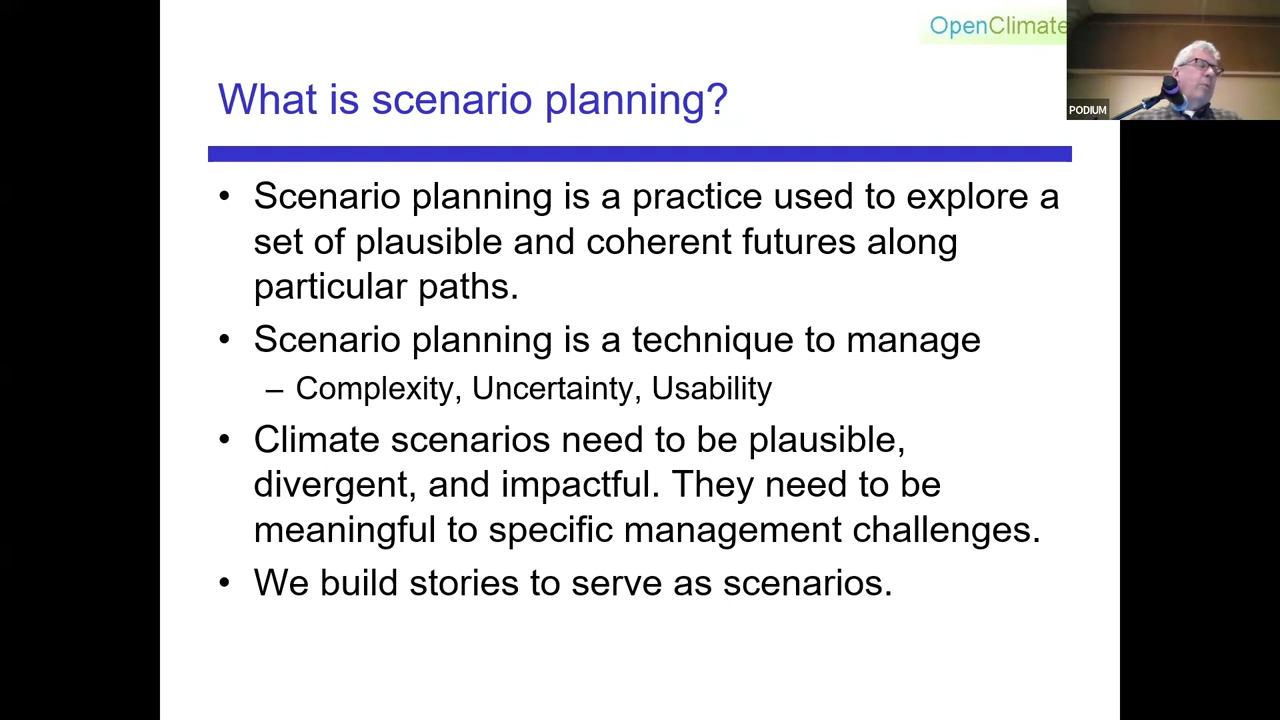 OpenClimate
PODIUM
What is scenario planning?
• Scenario planning is a practice used to explore a
set of plausible and coherent futures along
particular paths.
• Scenario planning is a technique to manage
– Complexity, Uncertainty, Usability
• Climate scenarios need to be plausible,
divergent, and impactful. They need to be
meaningful to specific management challenges.
• We build stories to serve as scenarios.